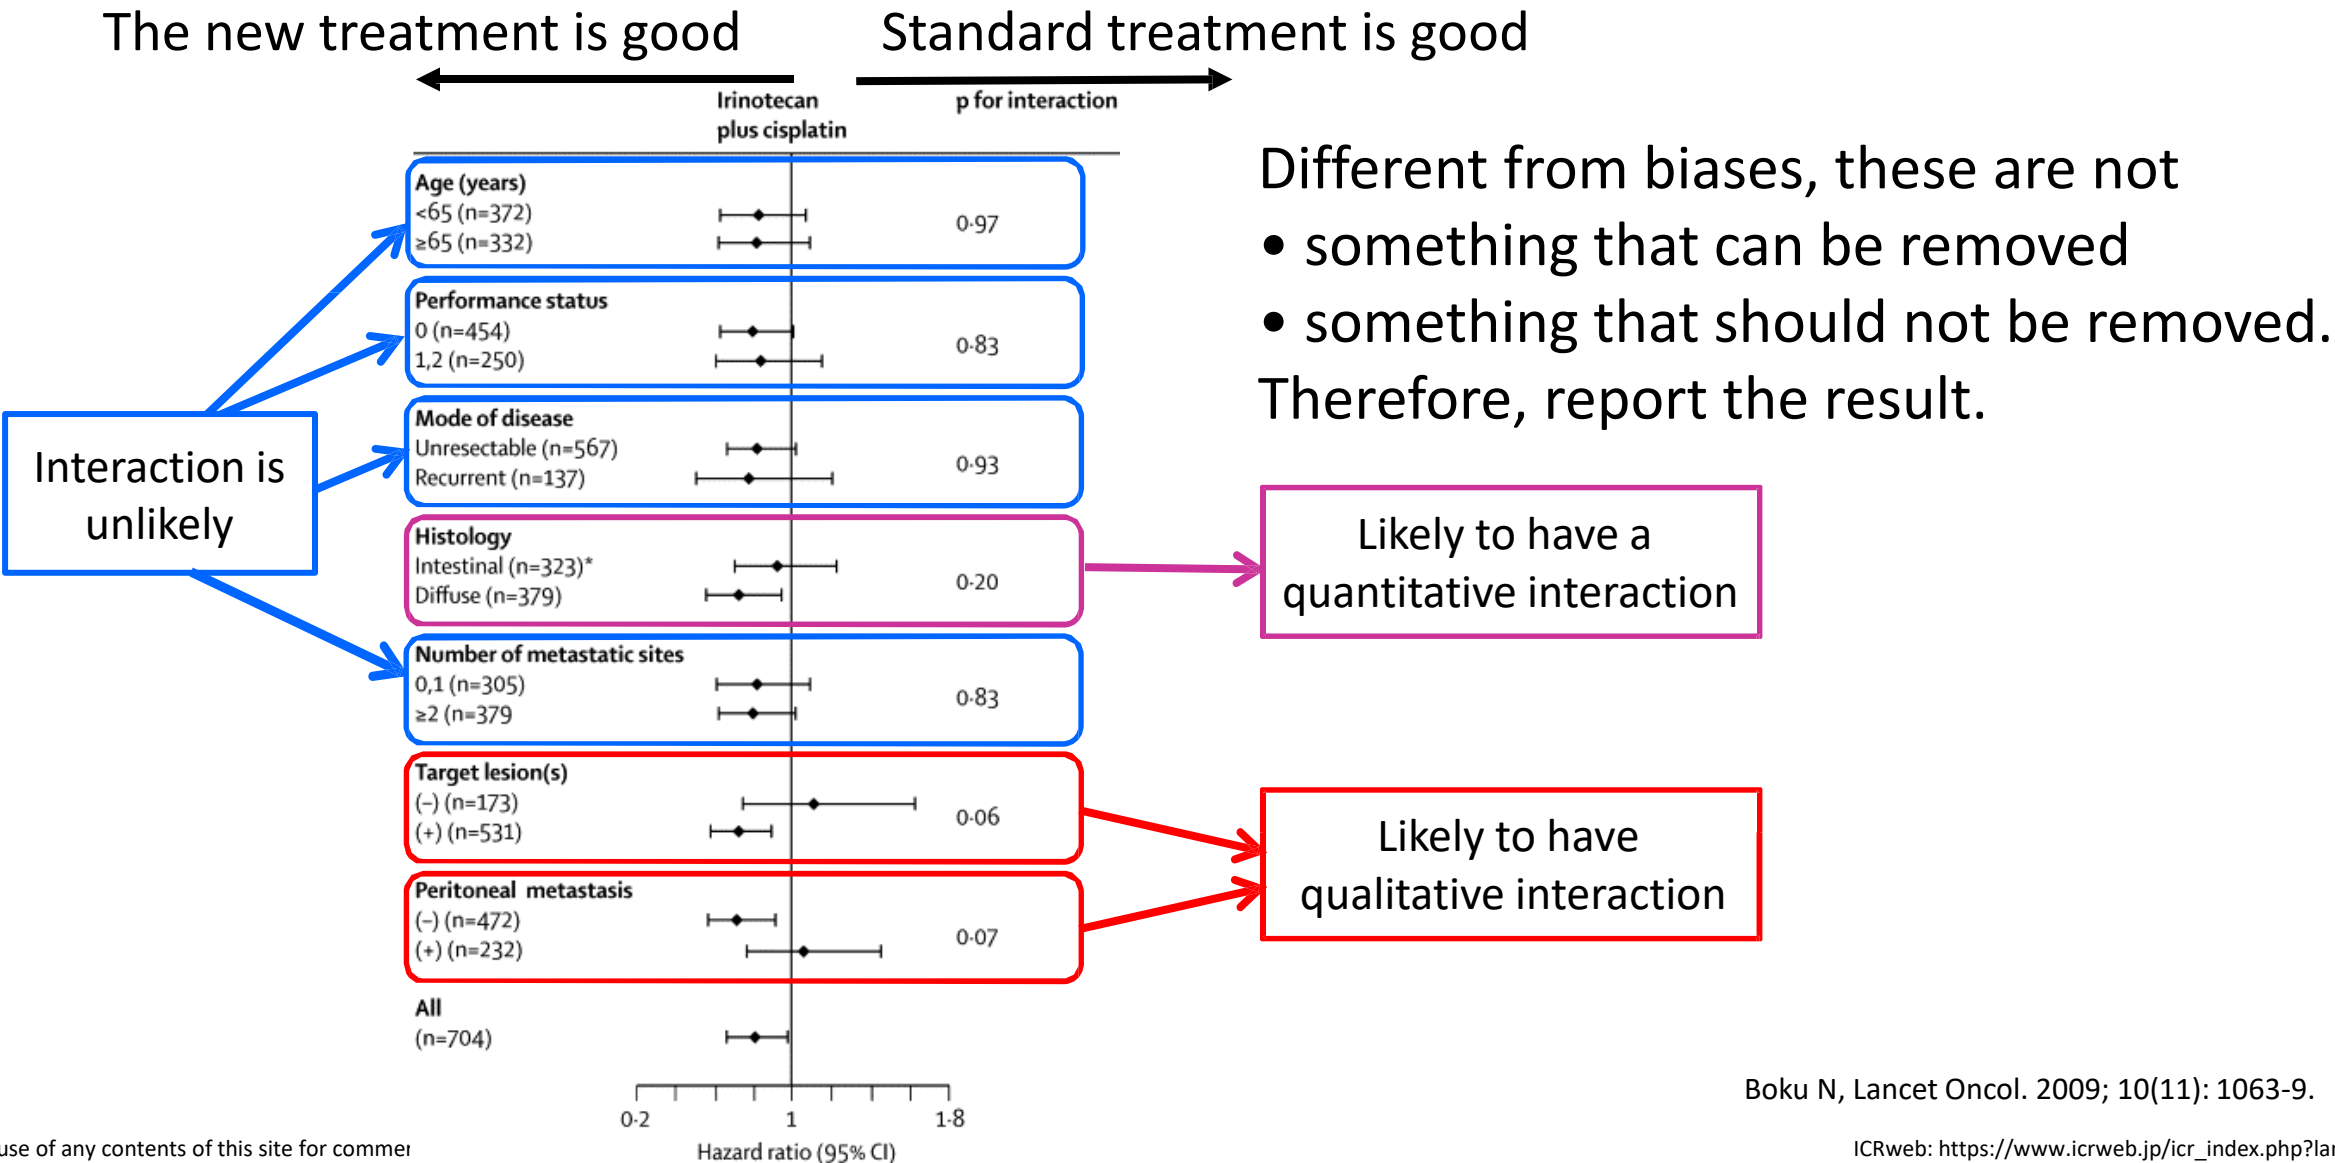 The new treatment is good
Standard treatment is good
Irinotecan
plus cisplatin
p for interaction
Age (years)
<65 (n=372)
≥65 (n=332)
0·97
Performance status
0 (n=454)
1,2 (n=250)
0·83
Mode of disease
Unresectable (n=567)
Recurrent (n=137)
0·93
Histology
Intestinal (n=323)*
Diffuse (n=379)
0·20
Number of metastatic sites
0,1 (n=305)
≥2 (n=379
0·83
Target lesion(s)
(–) (n=173)
(+) (n=531)
0·06
Peritoneal metastasis
(–) (n=472)
(+) (n=232)
0·07
All
(n=704)
0·2
1
1·8
Hazard ratio (95% CI)
Interaction is
unlikely
Different from biases, these are not
• something that can be removed
• something that should not be removed.
Therefore, report the result.
Likely to have a
quantitative interaction
Likely to have
qualitative interaction
Boku N, Lancet Oncol. 2009; 10(11): 1063-9.
use of any contents of this site for commer
ICRweb: https://www.icrweb.jp/icr_index.php?la